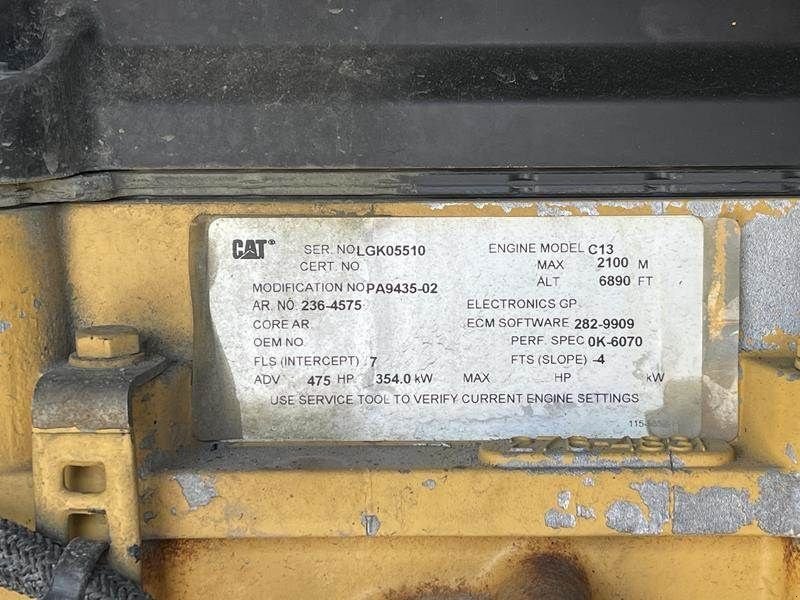 CAT® SER. NO LGK05510 ENGINE MODEL C13
CERT. NO. MAX 2100 M
ALT 6890 FT
MODIFICATION NO PA9435-02
AR. NO. 236-4575 ELECTRONICS GP.
CORE AR. ECM SOFTWARE 282-9909
OEM NO. PERF. SPEC 0K-6070
FLS (INTERCEPT) 7 FTS (SLOPE) -4
ADV 475 HP. 354.0 kW MAX HP kW
USE SERVICE TOOL TO VERIFY CURRENT ENGINE SETTINGS